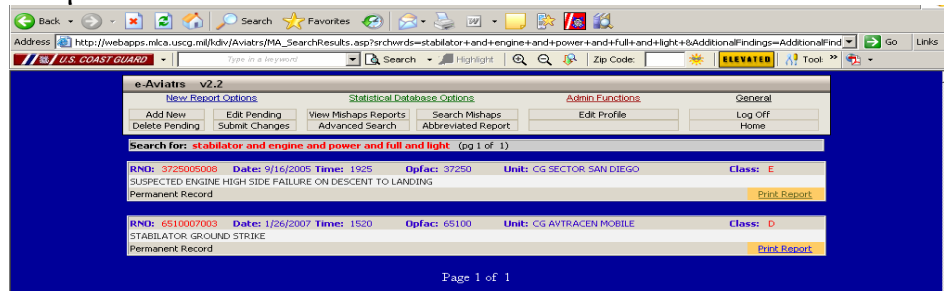 Back Search Favorites
Address http://webapps.mlca.uscg.mil/kdiv/Aviatrs/MA_SearchResults.asp?srchwrds=stabilator+and+engine+and+power+and+full+and+light+&AdditionalFindings=AdditionalFind Go Links
U.S. COAST GUARD Type in a keyword Search Highlight Zip Code: ELEVATED Tool: »
e-Aviatrs v2.2
New Report Options Statistical Database Options Admin Functions General
Add New Edit Pending View Mishaps Reports Search Mishaps Edit Profile Log Off
Delete Pending Submit Changes Advanced Search Abbreviated Report Home
Search for: stabilator and engine and power and full and light (pg 1 of 1)
RNO: 3725005008 Date: 9/16/2005 Time: 1925 Opfac: 37250 Unit: CG SECTOR SAN DIEGO Class: E
SUSPECTED ENGINE HIGH SIDE FAILURE ON DESCENT TO LANDING
Permanent Record Print Report
RNO: 6510007003 Date: 1/26/2007 Time: 1520 Opfac: 65100 Unit: CG AVTRACEN MOBILE Class: D
STABILATOR GROUND STRIKE
Permanent Record Print Report
Page 1 of 1